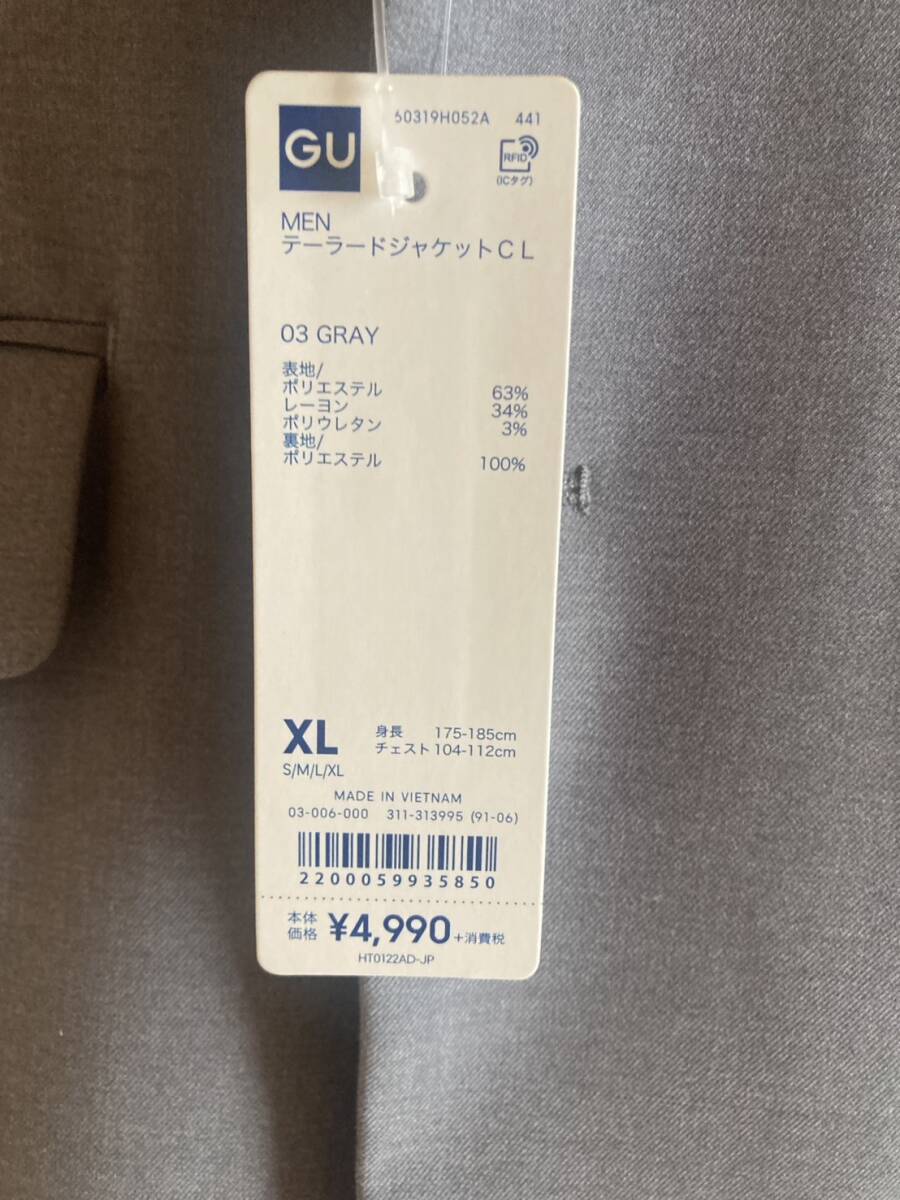 GU
60319H052A 441
RFID
(ICタグ)
MEN
テーラードジャケットCL
03 GRAY
表地/
ポリエステル 63%
レーヨン 34%
ポリウレタン 3%
裏地/
ポリエステル 100%
XL 身長 175-185cm
チェスト 104-112cm
S/M/L/XL
MADE IN VIETNAM
03-006-000 311-313995 (91-06)
2200059935850
本体価格 ¥4,990+消費税
HT0122AD-JP